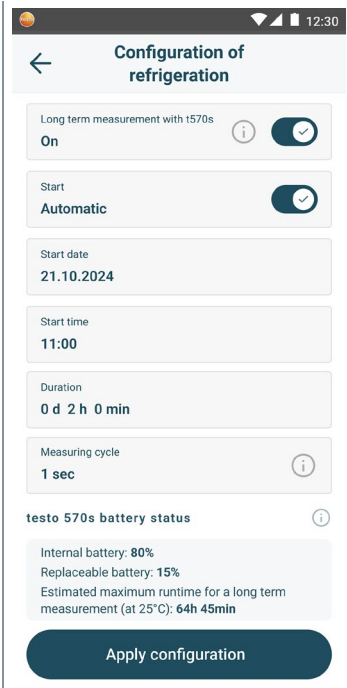 12:30
Configuration of
refrigeration
Long term measurement with t570s
On
Start
Automatic
Start date
21.10.2024
Start time
11:00
Duration
0 d 2 h 0 min
Measuring cycle
1 sec
testo 570s battery status
Internal battery: 80%
Replaceable battery: 15%
Estimated maximum runtime for a long term
measurement (at 25°C): 64h 45min
Apply configuration